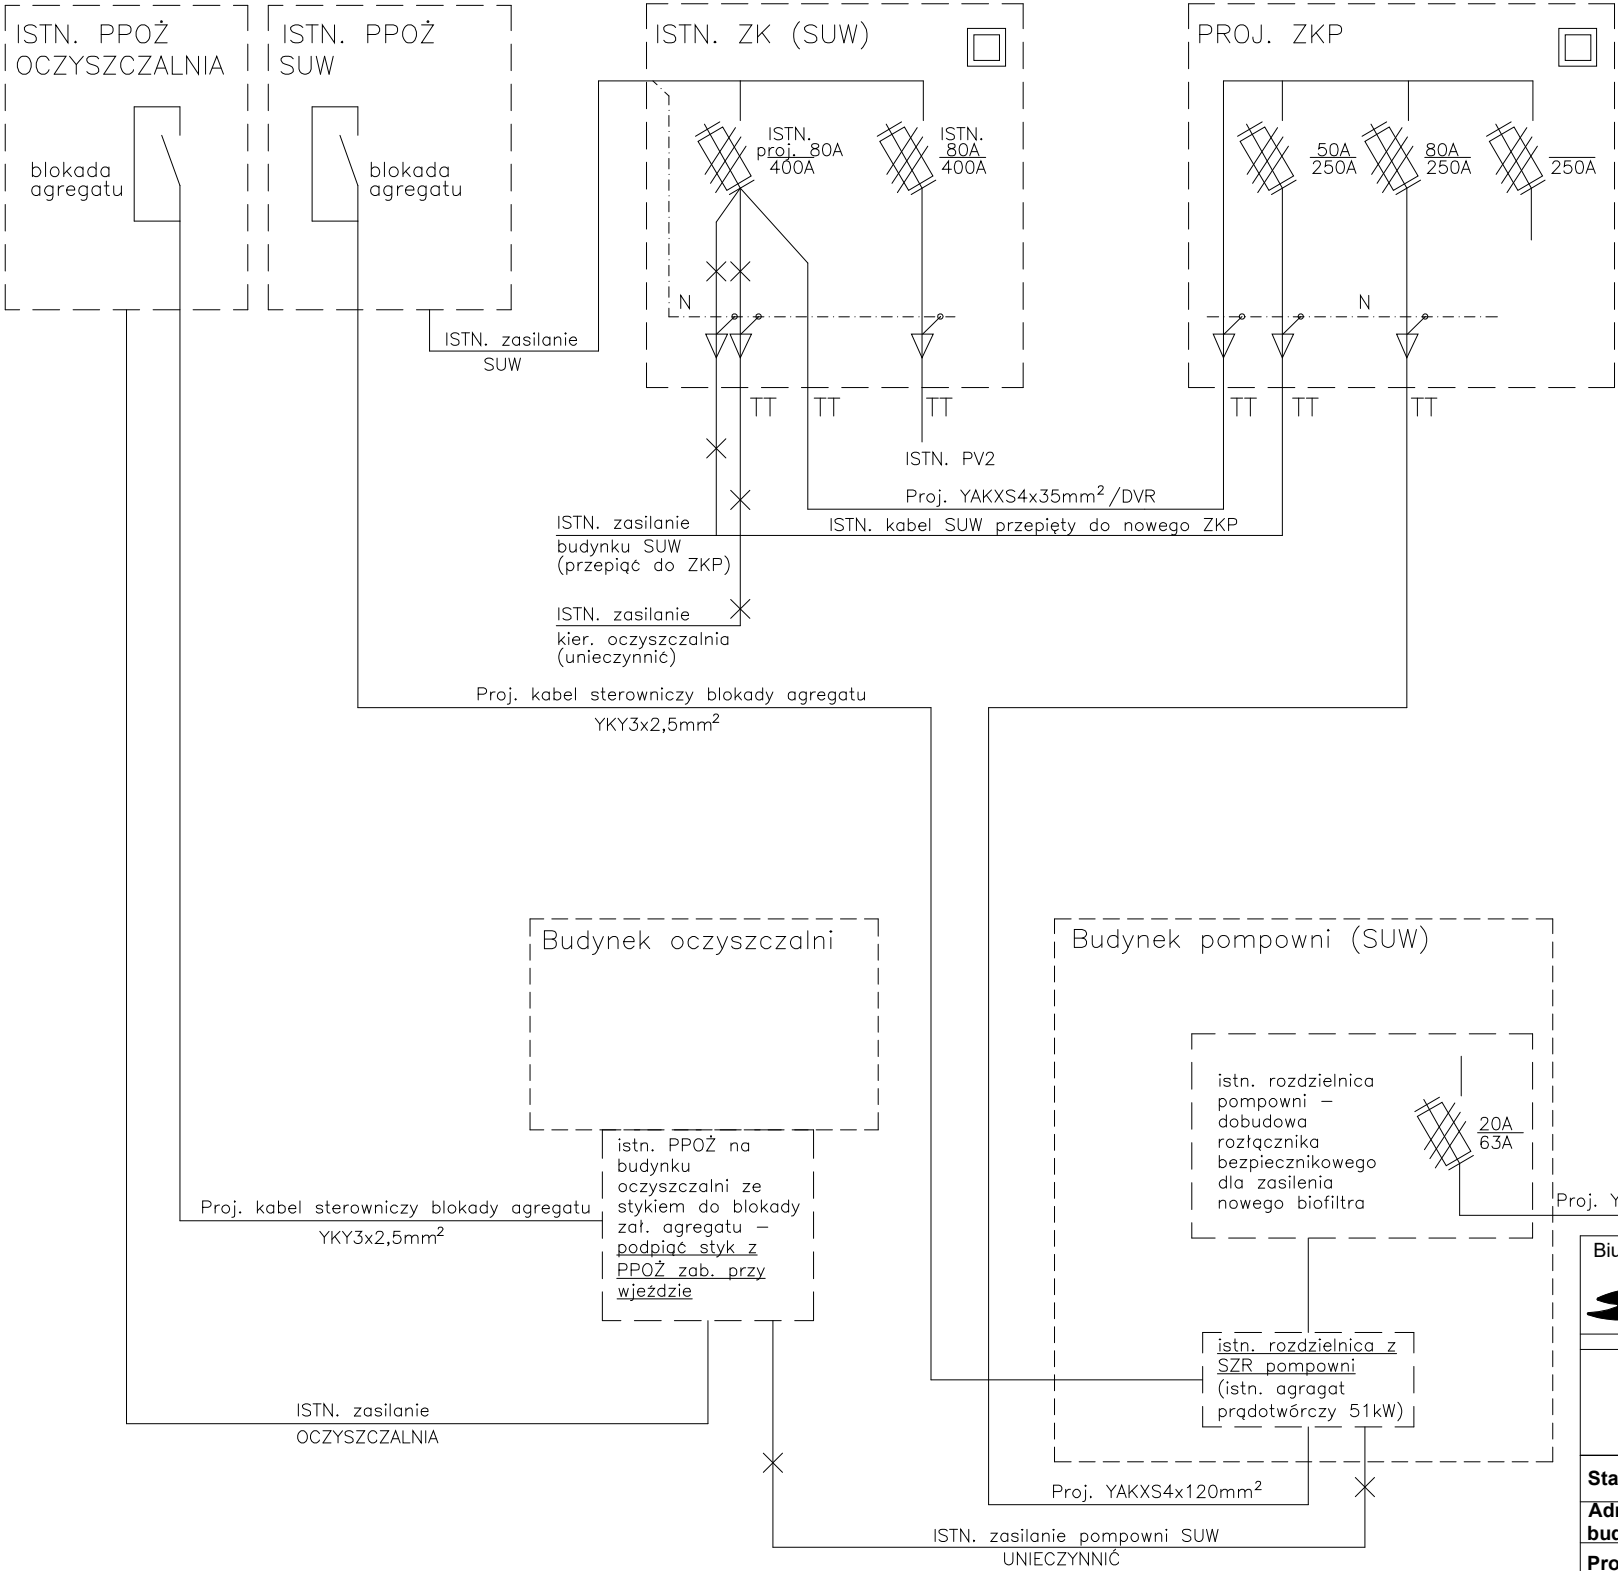 ISTN. PPOŻ
OCZYSZCZALNIA
blokada
agregatu
ISTN. PPOŻ
SUW
blokada
agregatu
ISTN. zasilanie
SUW
ISTN. ZK (SUW)
ISTN.
proj. 80A
400A
ISTN.
80A
400A
N
TT
TT
TT
ISTN. PV2
PROJ. ZKP
50A
250A
80A
250A
250A
N
TT
TT
TT
Proj. YAKXS4x35mm²/DVR
ISTN. kabel SUW przepięty do nowego ZKP
ISTN. zasilanie
budynku SUW
(przepiąć do ZKP)
ISTN. zasilanie
kier. oczyszczalnia
(unieczynnić)
Proj. kabel sterowniczy blokady agregatu
YKY3x2,5mm²
Budynek oczyszczalni
istn. PPOŻ na
budynku
oczyszczalni ze
stykiem do blokady
zał. agregatu –
podpiąć styk z
PPOŻ zab. przy
wjeździe
Proj. kabel sterowniczy blokady agregatu
YKY3x2,5mm²
ISTN. zasilanie
OCZYSZCZALNIA
Budynek pompowni (SUW)
istn. rozdzielnica
pompowni –
dobudowa
rozłącznika
bezpiecznikowego
dla zasilenia
nowego biofiltra
20A
63A
Proj. Y
istn. rozdzielnica z
SZR pompowni
(istn. agragat
prądotwórczy 51kW)
Proj. YAKXS4x120mm²
ISTN. zasilanie pompowni SUW
UNIECZYNNIĆ
Biu
Sta
Adr
bud
Pro